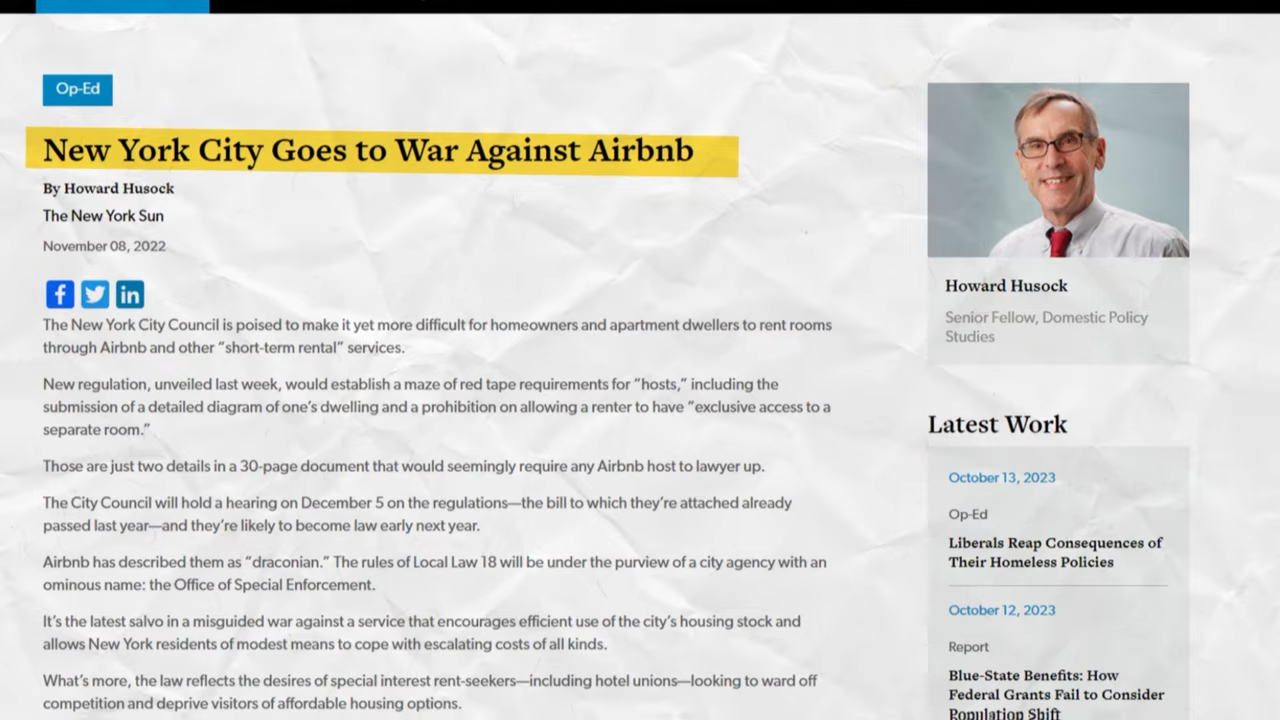 Op-Ed
New York City Goes to War Against Airbnb
By Howard Husock
The New York Sun
November 08, 2022
f
in
The New York City Council is poised to make it yet more difficult for homeowners and apartment dwellers to rent rooms
through Airbnb and other “short-term rental” services.
New regulation, unveiled last week, would establish a maze of red tape requirements for “hosts,” including the
submission of a detailed diagram of one’s dwelling and a prohibition on allowing a renter to have “exclusive access to a
separate room.”
Those are just two details in a 30-page document that would seemingly require any Airbnb host to lawyer up.
The City Council will hold a hearing on December 5 on the regulations—the bill to which they’re attached already
passed last year—and they’re likely to become law early next year.
Airbnb has described them as “draconian.” The rules of Local Law 18 will be under the purview of a city agency with an
ominous name: the Office of Special Enforcement.
It’s the latest salvo in a misguided war against a service that encourages efficient use of the city’s housing stock and
allows New York residents of modest means to cope with escalating costs of all kinds.
What’s more, the law reflects the desires of special interest rent-seekers—including hotel unions—looking to ward off
competition and deprive visitors of affordable housing options.
Howard Husock
Senior Fellow, Domestic Policy
Studies
Latest Work
October 13, 2023
Op-Ed
Liberals Reap Consequences of
Their Homeless Policies
October 12, 2023
Report
Blue-State Benefits: How
Federal Grants Fail to Consider
Population Shift